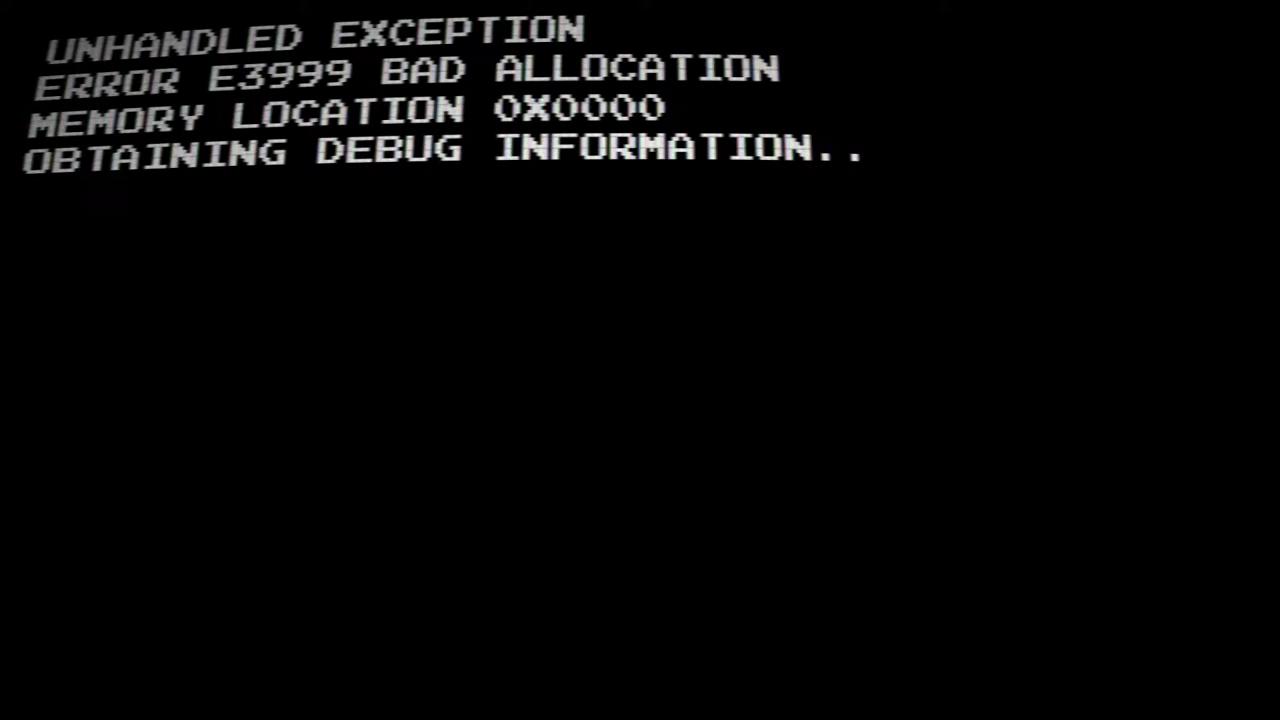 UNHANDLED EXCEPTION
ERROR E3999 BAD ALLOCATION
MEMORY LOCATION 0X0000
OBTAINING DEBUG INFORMATION..